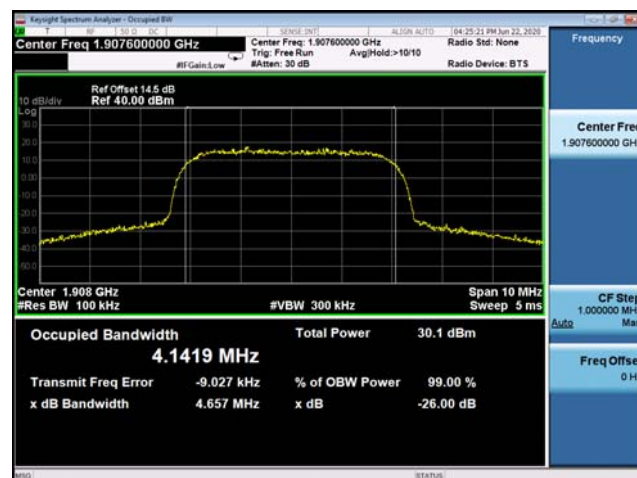 Keysight Spectrum Analyzer - Occupied BW
T RF 50 Ω DC SENSE:INT ALIGN AUTO 04:25:21 PM Jun 22, 2020
Center Freq 1.907600000 GHz Center Freq: 1.907600000 GHz Radio Std: None Frequency
Trig: Free Run Avg|Hold:>10/10
#IFGain:Low #Atten: 30 dB Radio Device: BTS
Ref Offset 14.5 dB
10 dB/div Ref 40.00 dBm
Log
30.0
20.0
Center Fre
1.907600000 GH
10.0
0.00
-10.0
-20.0
-30.0
-40.0
-50.0
Center 1.908 GHz Span 10 MHz
#Res BW 100 kHz #VBW 300 kHz Sweep 5 ms
CF Step
1.000000 MH
Auto Ma
Occupied Bandwidth Total Power 30.1 dBm
4.1419 MHz
Freq Offse
0 H
Transmit Freq Error -9.027 kHz % of OBW Power 99.00 %
x dB Bandwidth 4.657 MHz x dB -26.00 dB
MSG STATUS